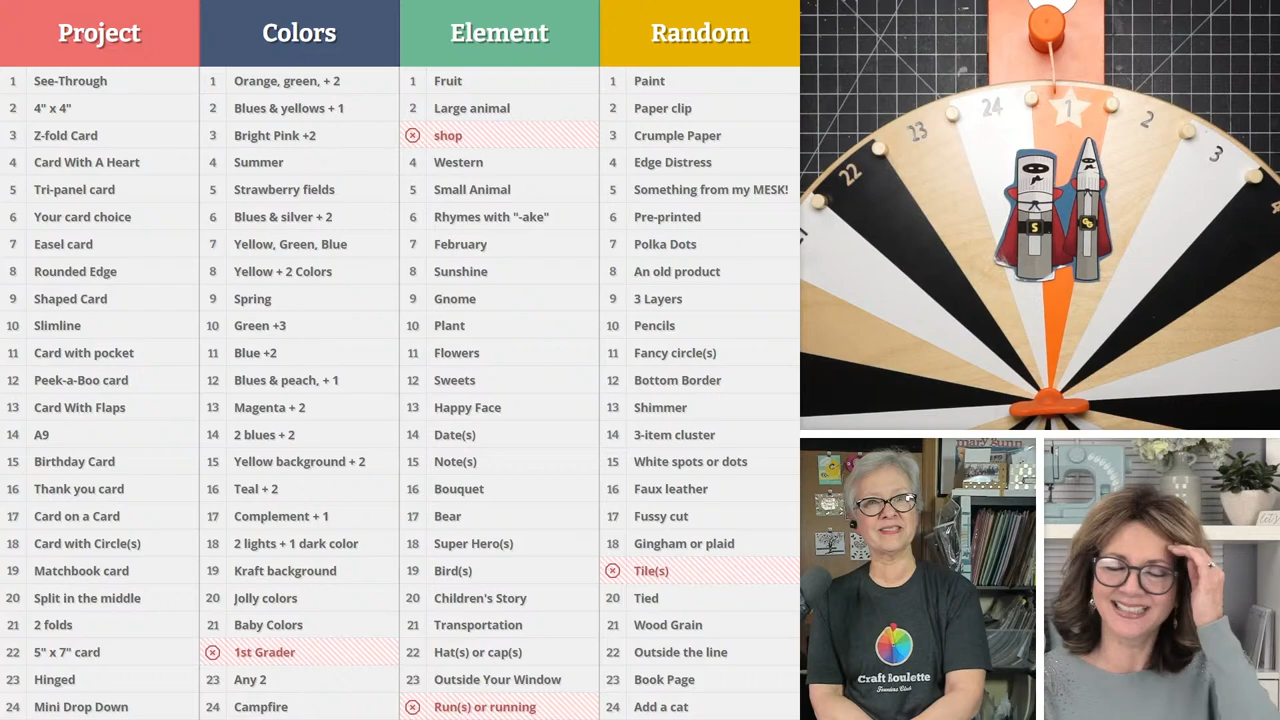 Project
Colors
Element
Random
1 See-Through
1 Orange, green, + 2
1 Fruit
1 Paint
2 4" x 4"
2 Blues & yellows + 1
2 Large animal
2 Paper clip
3 Z-fold Card
3 Bright Pink +2
shop
3 Crumple Paper
4 Card With A Heart
4 Summer
4 Western
4 Edge Distress
5 Tri-panel card
5 Strawberry fields
5 Small Animal
5 Something from my MESK!
6 Your card choice
6 Blues & silver + 2
6 Rhymes with "-ake"
6 Pre-printed
7 Easel card
7 Yellow, Green, Blue
7 February
7 Polka Dots
8 Rounded Edge
8 Yellow + 2 Colors
8 Sunshine
8 An old product
9 Shaped Card
9 Spring
9 Gnome
9 3 Layers
10 Slimline
10 Green +3
10 Plant
10 Pencils
11 Card with pocket
11 Blue +2
11 Flowers
11 Fancy circle(s)
12 Peek-a-Boo card
12 Blues & peach, + 1
12 Sweets
12 Bottom Border
13 Card With Flaps
13 Magenta + 2
13 Happy Face
13 Shimmer
14 A9
14 2 blues + 2
14 Date(s)
14 3-item cluster
15 Birthday Card
15 Yellow background + 2
15 Note(s)
15 White spots or dots
16 Thank you card
16 Teal + 2
16 Bouquet
16 Faux leather
17 Card on a Card
17 Complement + 1
17 Bear
17 Fussy cut
18 Card with Circle(s)
18 2 lights + 1 dark color
18 Super Hero(s)
18 Gingham or plaid
19 Matchbook card
19 Kraft background
19 Bird(s)
Tile(s)
20 Split in the middle
20 Jolly colors
20 Children's Story
20 Tied
21 2 folds
21 Baby Colors
21 Transportation
21 Wood Grain
22 5" x 7" card
1st Grader
22 Hat(s) or cap(s)
22 Outside the line
23 Hinged
23 Any 2
23 Outside Your Window
23 Book Page
24 Mini Drop Down
24 Campfire
Run(s) or running
24 Add a cat
22
23
24
1
2
3
4
S
mary gunn
Craft Roulette
Founders Club
let's